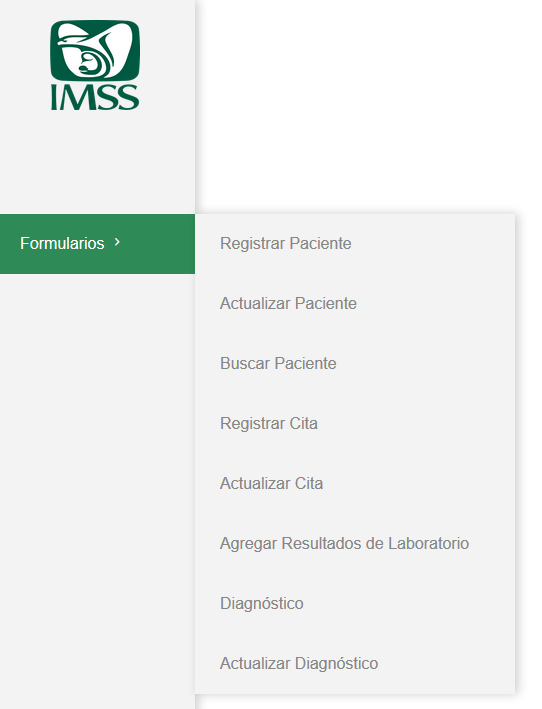 IMSS
Formularios ›
Registrar Paciente
Actualizar Paciente
Buscar Paciente
Registrar Cita
Actualizar Cita
Agregar Resultados de Laboratorio
Diagnóstico
Actualizar Diagnóstico